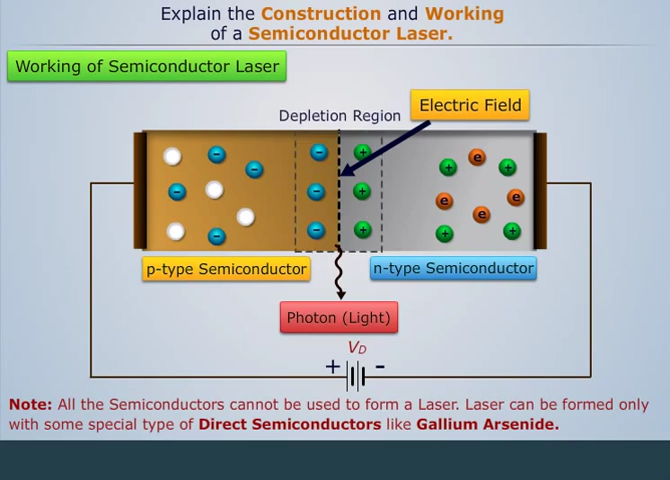 Explain the Construction and Working
of a Semiconductor Laser.
Working of Semiconductor Laser
Electric Field
Depletion Region
− − + + e +
− − + e e
− − + + e +
p-type Semiconductor
n-type Semiconductor
Photon (Light)
V_D
+ -
Note: All the Semiconductors cannot be used to form a Laser. Laser can be formed only
with some special type of Direct Semiconductors like Gallium Arsenide.